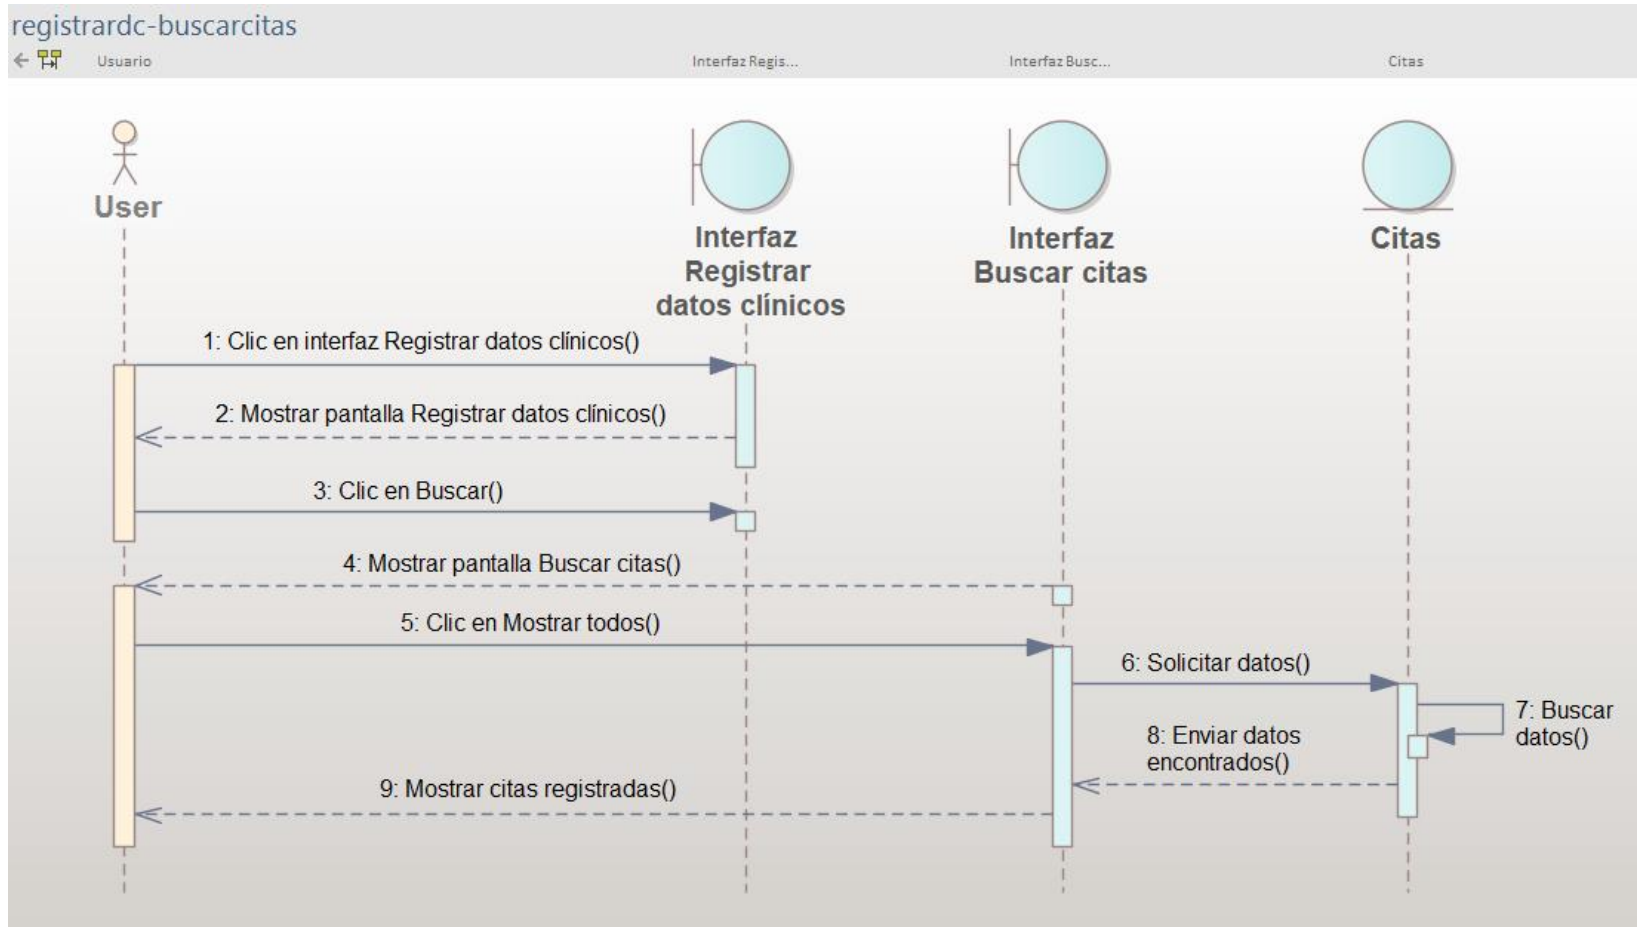 registrardc-buscarcitas
Usuario
Interfaz Regis...
Interfaz Busc...
Citas
User
Interfaz
Registrar
datos clínicos
Interfaz
Buscar citas
Citas
1: Clic en interfaz Registrar datos clínicos()
2: Mostrar pantalla Registrar datos clínicos()
3: Clic en Buscar()
4: Mostrar pantalla Buscar citas()
5: Clic en Mostrar todos()
6: Solicitar datos()
7: Buscar
datos()
8: Enviar datos
encontrados()
9: Mostrar citas registradas()